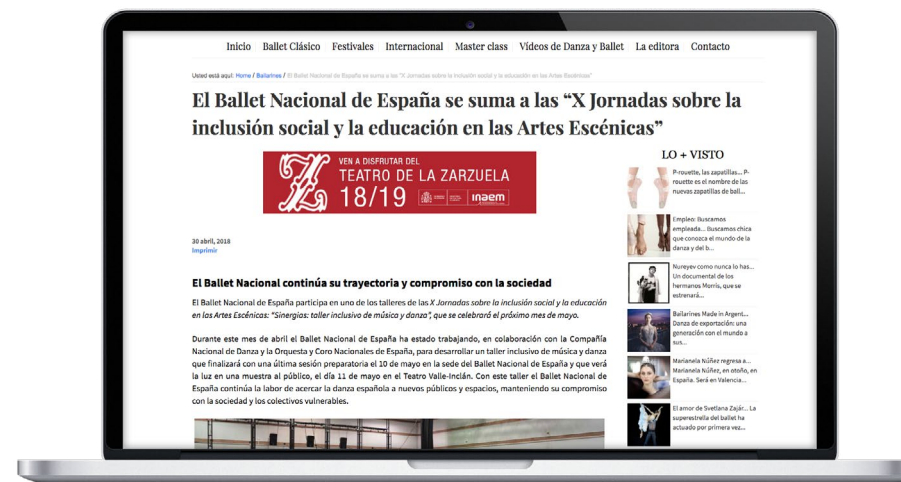 Inicio Ballet Clásico Festivales Internacional Master class Vídeos de Danza y Ballet La editora Contacto
Usted está aquí: Home / Bailarines / El Ballet Nacional de España se suma a las "X Jornadas sobre la inclusión social y la educación en las Artes Escénicas"
El Ballet Nacional de España se suma a las “X Jornadas sobre la
inclusión social y la educación en las Artes Escénicas”
VEN A DISFRUTAR DEL
TEATRO DE LA ZARZUELA
18/19
inaem
30 abril, 2018
Imprimir
El Ballet Nacional continúa su trayectoria y compromiso con la sociedad
El Ballet Nacional de España participa en uno de los talleres de las X Jornadas sobre la inclusión social y la educación
en las Artes Escénicas: “Sinergias: taller inclusivo de música y danza”, que se celebrará el próximo mes de mayo.
Durante este mes de abril el Ballet Nacional de España ha estado trabajando, en colaboración con la Compañía
Nacional de Danza y la Orquesta y Coro Nacionales de España, para desarrollar un taller inclusivo de música y danza
que finalizará con una última sesión preparatoria el 10 de mayo en la sede del Ballet Nacional de España y que verá
la luz en una muestra al público, el día 11 de mayo en el Teatro Valle-Inclán. Con este taller el Ballet Nacional de
España continúa la labor de acercar la danza española a nuevos públicos y espacios, manteniendo su compromiso
con la sociedad y los colectivos vulnerables.
LO + VISTO
P-rouette, las zapatillas... P-
rouette es el nombre de las
nuevas zapatillas de ball...
Empleo: Buscamos
empleada... Buscamos chica
que conozca el mundo de la
danza y del b...
Nureyev como nunca lo has...
Un documental de los
hermanos Morris, que se
estrenará...
Bailarines Made in Argent...
Danza de exportación: una
generación con el mundo a
sus...
Marianela Núñez regresa a...
Marianela Núñez, en otoño, en
España. Será en Valencia...
El amor de Svetlana Zajár... La
superestrella del ballet ha
actuado por primera vez...